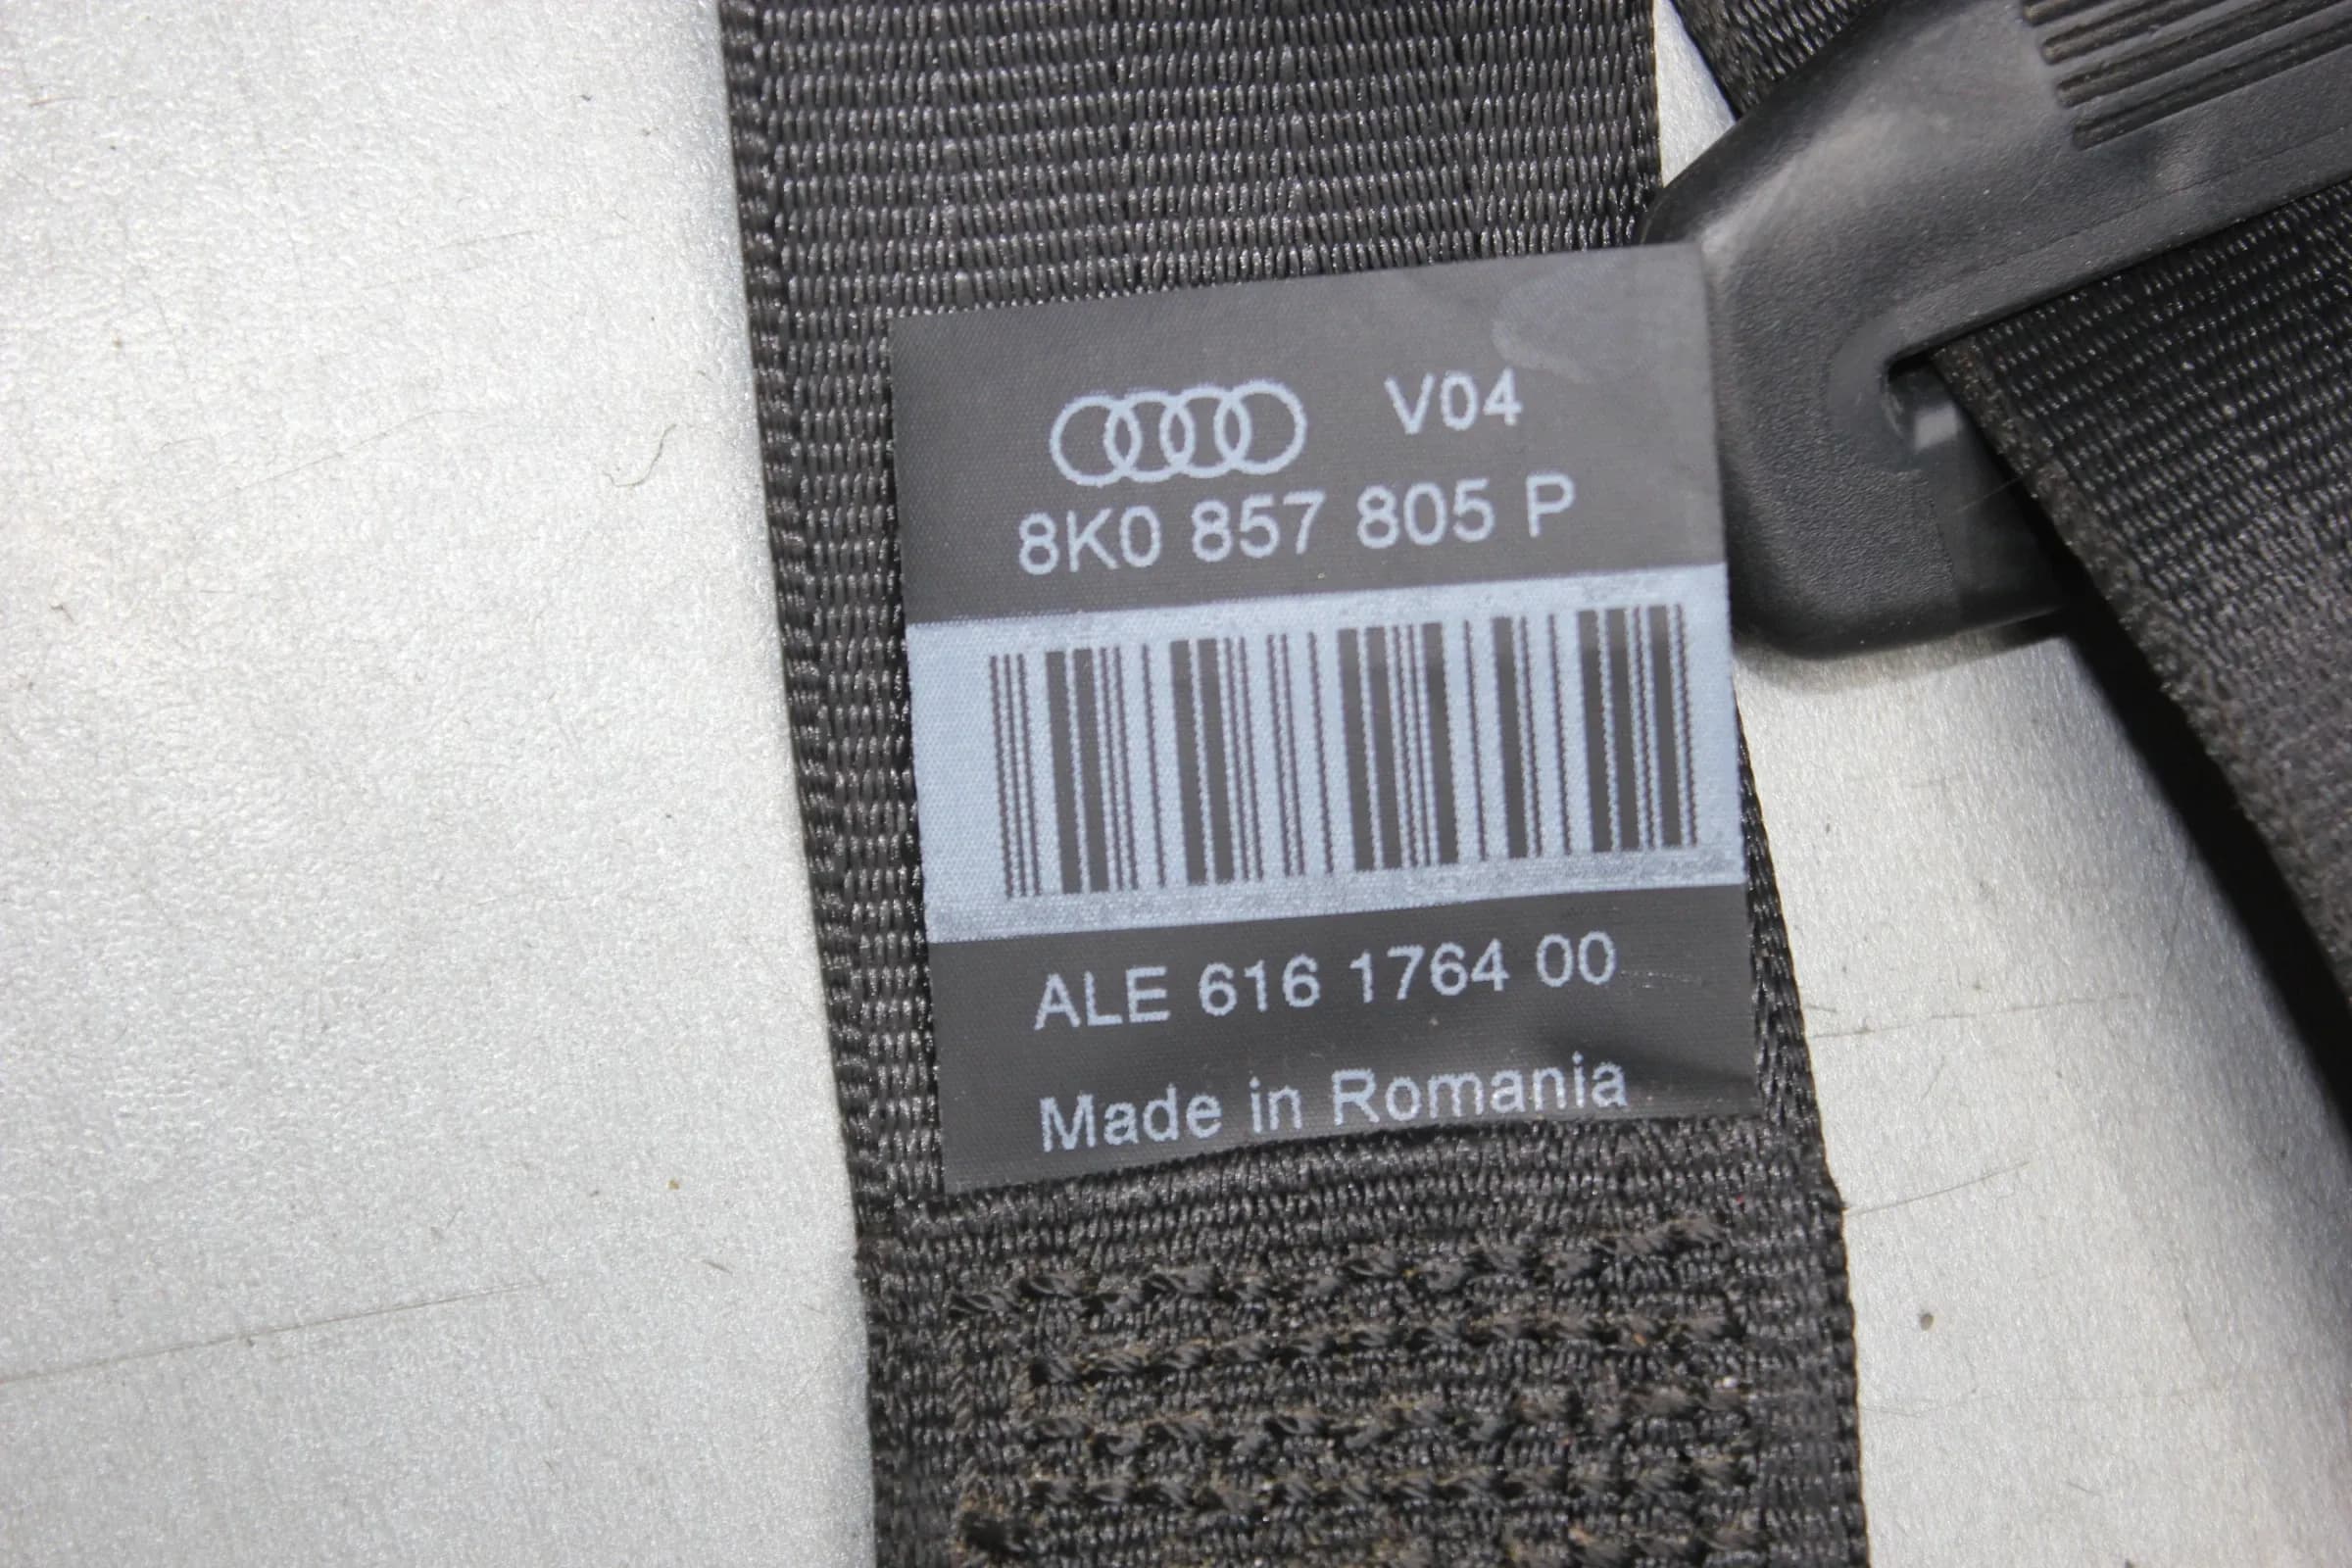 V04
8K0 857 805 P
ALE 616 1764 00
Made in Romania